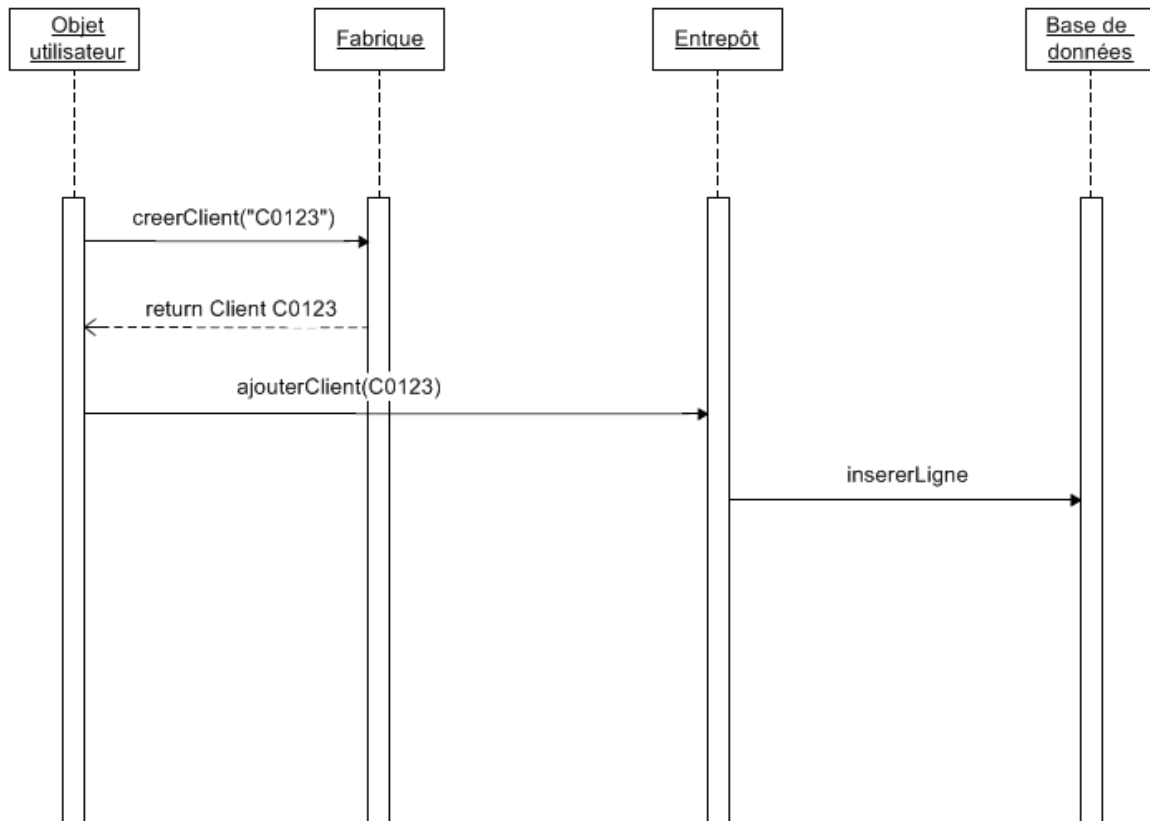 Objet
utilisateur
Fabrique
Entrepôt
Base de
données
creerClient("C0123")
return Client C0123
ajouterClient(C0123)
insererLigne